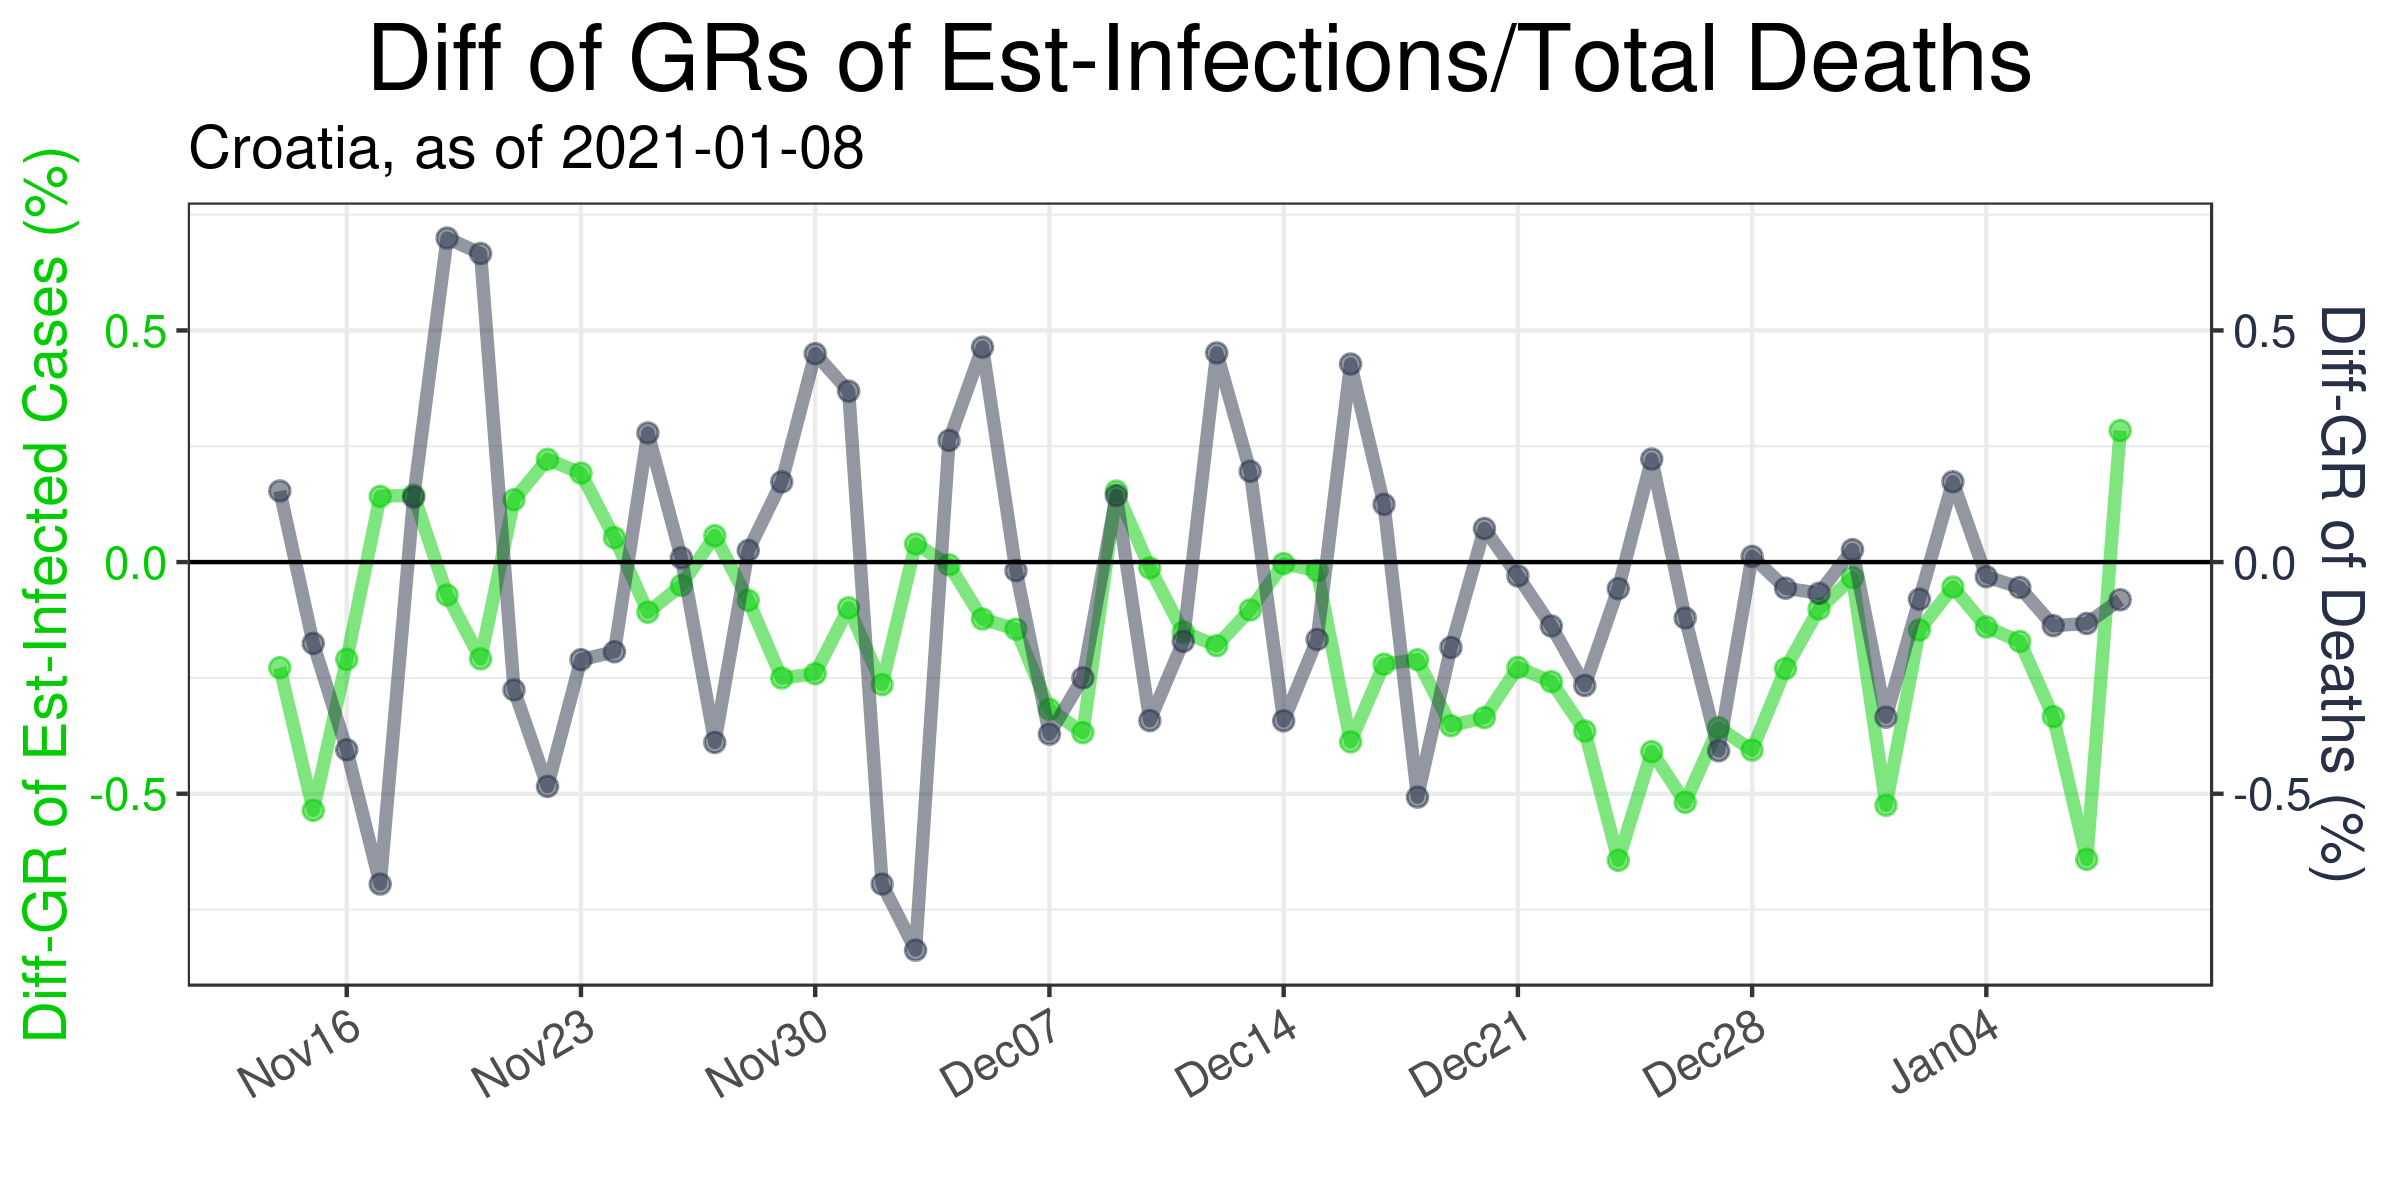 Diff of GRs of Est-Infections/Total Deaths
Croatia, as of 2021-01-08
Diff-GR of Est-Infected Cases (%)
0.5
0.0
-0.5
0.5
0.0
-0.5
Diff-GR of Deaths (%)
Nov16
Nov23
Nov30
Dec07
Dec14
Dec21
Dec28
Jan04